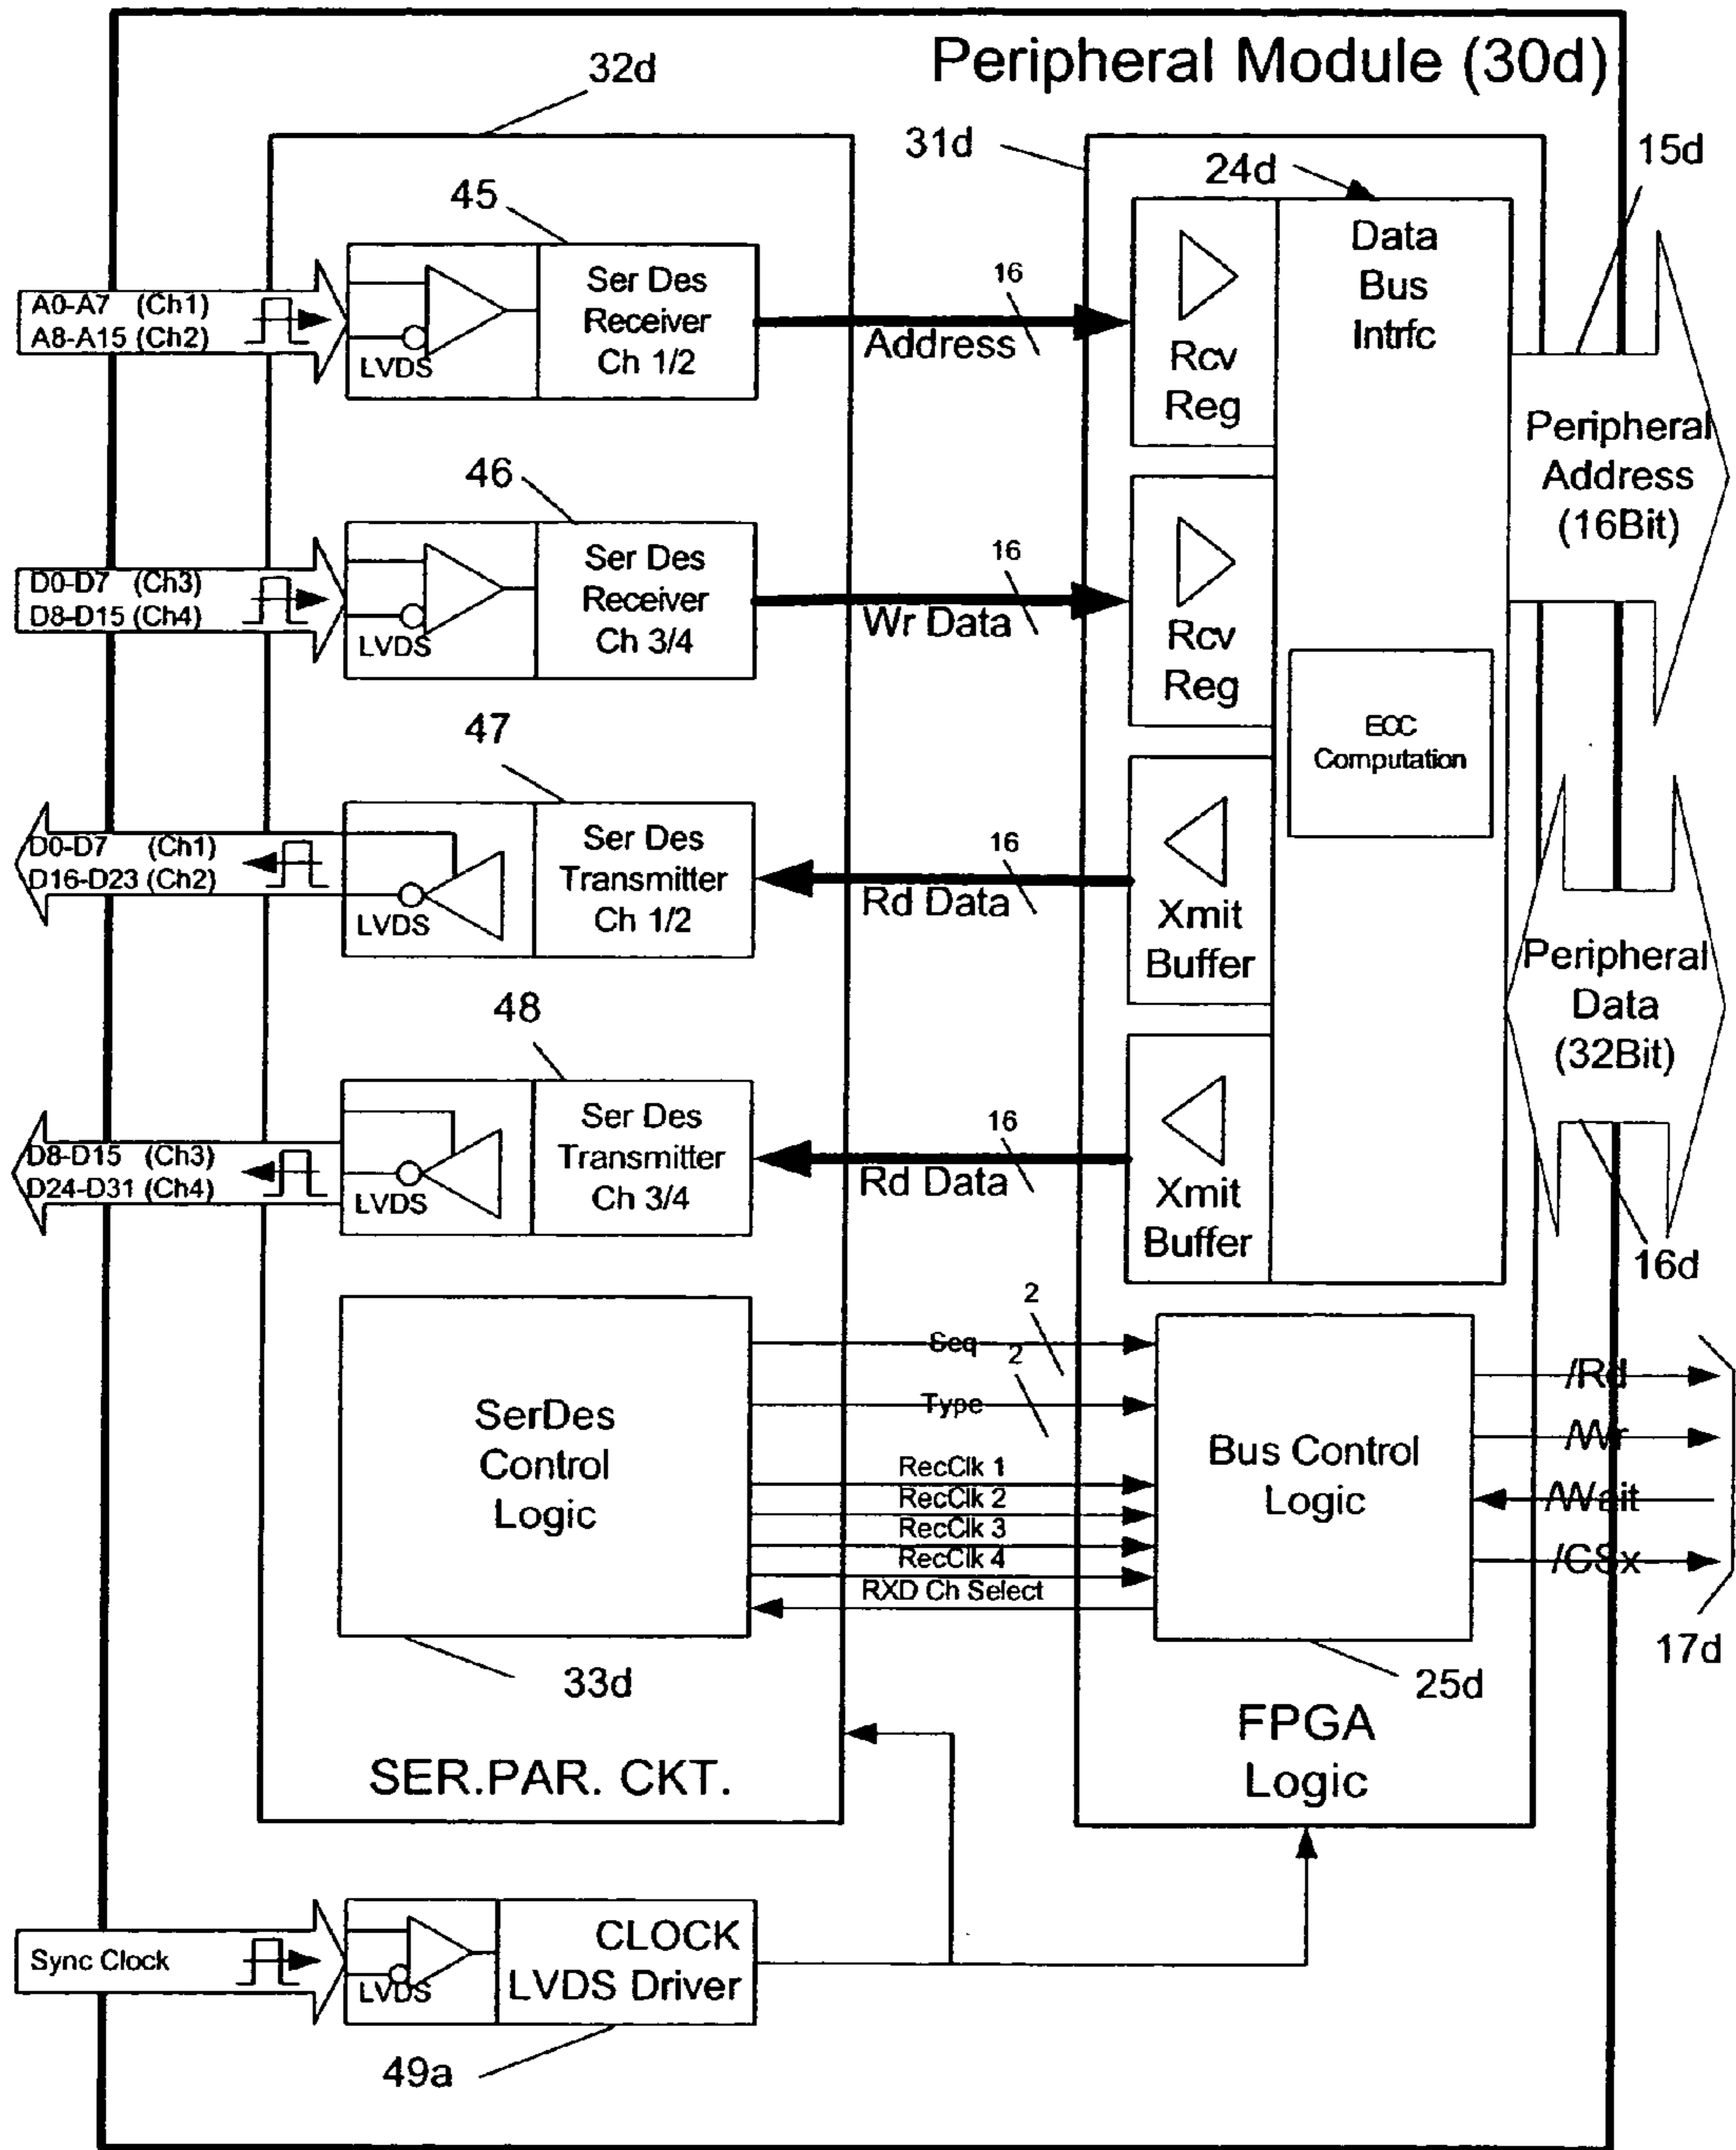 Peripheral Module (30d)
32d
31d
24d
15d
45
A0-A7 (Ch1)
A8-A15 (Ch2)
LVDS
Ser Des
Receiver
Ch 1/2
16
Address
Rcv
Reg
Data
Bus
Intrfc
Peripheral
Address
(16Bit)
46
D0-D7 (Ch3)
D8-D15 (Ch4)
LVDS
Ser Des
Receiver
Ch 3/4
16
Wr Data
Rcv
Reg
ECC
Computation
47
D0-D7 (Ch1)
D16-D23 (Ch2)
LVDS
Ser Des
Transmitter
Ch 1/2
16
Rd Data
Xmit
Buffer
Peripheral
Data
(32Bit)
48
D8-D15 (Ch3)
D24-D31 (Ch4)
LVDS
Ser Des
Transmitter
Ch 3/4
16
Rd Data
Xmit
Buffer
16d
SerDes
Control
Logic
33d
Seq
2
Type
2
RecClk 1
RecClk 2
RecClk 3
RecClk 4
RXD Ch Select
Bus Control
Logic
25d
/Rd
/Wr
/Wait
/CSx
17d
SER.PAR. CKT.
FPGA
Logic
Sync Clock
LVDS
CLOCK
LVDS Driver
49a